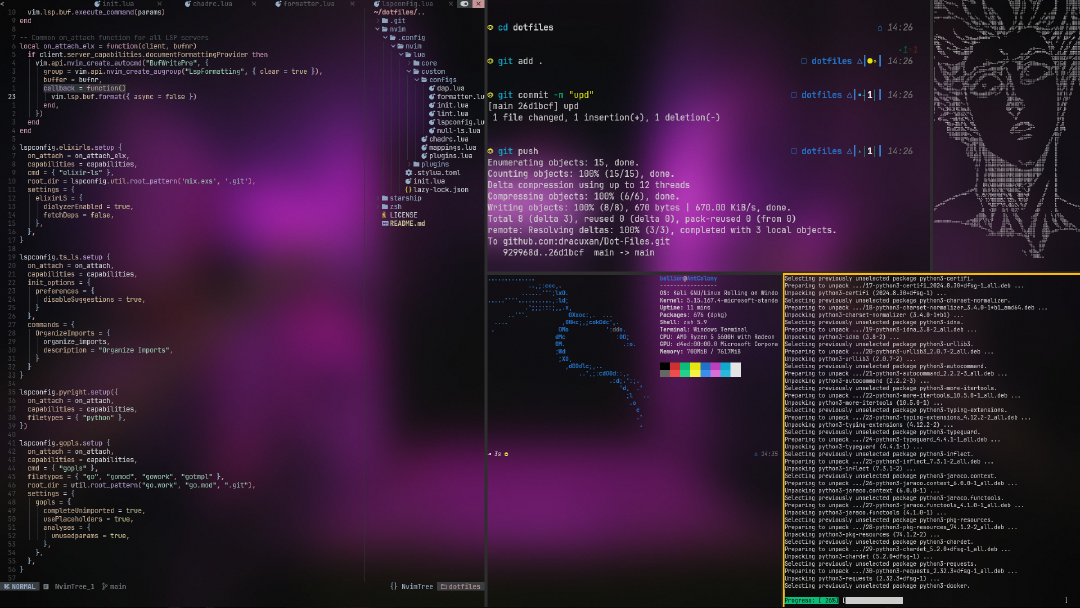 init.lua
chadrc.lua
formatter.lua
lspconfig.lua
vim.lsp.buf.execute_command(params)
end
-- Common on_attach function for all LSP servers
local on_attach_elx = function(client, bufnr)
if client.server_capabilities.documentFormattingProvider then
vim.api.nvim_create_autocmd("BufWritePre", {
group = vim.api.nvim_create_augroup("LspFormatting", { clear = true }),
buffer = bufnr,
callback = function()
23 vim.lsp.buf.format({ async = false })
end,
})
end
end
lspconfig.elixirls.setup {
on_attach = on_attach_elx,
capabilities = capabilities,
cmd = { "elixir-ls" },
root_dir = lspconfig.util.root_pattern('mix.exs', '.git'),
settings = {
elixirLS = {
dialyzerEnabled = true,
fetchDeps = false,
},
},
}
lspconfig.ts_ls.setup {
on_attach = on_attach,
capabilities = capabilities,
init_options = {
preferences = {
disableSuggestions = true,
}
},
commands = {
OrganizeImports = {
organize_imports,
description = "Organize Imports",
}
}
}
lspconfig.pyright.setup({
on_attach = on_attach,
capabilities = capabilities,
filetypes = { "python" },
})
lspconfig.gopls.setup {
on_attach = on_attach,
capabilities = capabilities,
cmd = { "gopls" },
filetypes = { "go", "gomod", "gowork", "gotmpl" },
root_dir = util.root_pattern("go.work", "go.mod", ".git"),
settings = {
gopls = {
completeUnimported = true,
usePlaceholders = true,
analyses = {
unusedparams = true,
},
},
},
}
NORMAL NvimTree_1 main {} NvimTree dotfiles
~/dotfiles/..
.git
nvim
.config
nvim
lua
core
custom
configs
dap.lua
formatter.lu
init.lua
lint.lua
lspconfig.lu
null-ls.lua
chadrc.lua
mappings.lua
plugins.lua
plugins
.stylua.toml
init.lua
lazy-lock.json
starship
zsh
LICENSE
README.md
cd dotfiles 14:26
git add . dotfiles 14:26
git commit -m "upd" dotfiles 1 14:26
[main 26d1bcf] upd
1 file changed, 1 insertion(+), 1 deletion(-)
git push dotfiles 1 14:26
Enumerating objects: 15, done.
Counting objects: 100% (15/15), done.
Delta compression using up to 12 threads
Compressing objects: 100% (6/6), done.
Writing objects: 100% (8/8), 670 bytes | 670.00 KiB/s, done.
Total 8 (delta 3), reused 0 (delta 0), pack-reused 0 (from 0)
remote: Resolving deltas: 100% (3/3), completed with 3 local objects.
To github.com:dracuxan/Dot-Files.git
929968d..26d1bcf main -> main
OS: Kali GNU/Linux Rolling on Windo
Kernel: 5.15.167.4-microsoft-standa
Uptime: 11 mins
Packages: 676 (dpkg)
Shell: zsh 5.9
Terminal: Windows Terminal
CPU: AMD Ryzen 5 5600H with Radeon
Memory: 700MiB / 7617MiB
3s 14:35
Selecting previously unselected package python3-certifi.
Preparing to unpack .../17-python3-certifi_2024.8.30+dfsg-1_all.deb ...
Unpacking python3-certifi (2024.8.30+dfsg-1) ...
Selecting previously unselected package python3-charset-normalizer.
Preparing to unpack .../18-python3-charset-normalizer_3.4.0-1+b1_amd64.deb ...
Unpacking python3-charset-normalizer (3.4.0-1+b1) ...
Selecting previously unselected package python3-idna.
Preparing to unpack .../19-python3-idna_3.8-2_all.deb ...
Unpacking python3-idna (3.8-2) ...
Selecting previously unselected package python3-urllib3.
Preparing to unpack .../20-python3-urllib3_2.0.7-2_all.deb ...
Unpacking python3-urllib3 (2.0.7-2) ...
Selecting previously unselected package python3-autocommand.
Preparing to unpack .../21-python3-autocommand_2.2.2-3_all.deb ...
Unpacking python3-autocommand (2.2.2-3) ...
Selecting previously unselected package python3-more-itertools.
Preparing to unpack .../22-python3-more-itertools_10.5.0-1_all.deb ...
Unpacking python3-more-itertools (10.5.0-1) ...
Selecting previously unselected package python3-typing-extensions.
Preparing to unpack .../23-python3-typing-extensions_4.12.2-2_all.deb ...
Unpacking python3-typing-extensions (4.12.2-2) ...
Selecting previously unselected package python3-typeguard.
Preparing to unpack .../24-python3-typeguard_4.4.1-1_all.deb ...
Unpacking python3-typeguard (4.4.1-1) ...
Selecting previously unselected package python3-inflect.
Preparing to unpack .../25-python3-inflect_7.3.1-2_all.deb ...
Unpacking python3-inflect (7.3.1-2) ...
Selecting previously unselected package python3-jaraco.context.
Preparing to unpack .../26-python3-jaraco.context_6.0.0-1_all.deb ...
Unpacking python3-jaraco.context (6.0.0-1) ...
Selecting previously unselected package python3-jaraco.functools.
Preparing to unpack .../27-python3-jaraco.functools_4.1.0-1_all.deb ...
Unpacking python3-jaraco.functools (4.1.0-1) ...
Selecting previously unselected package python3-pkg-resources.
Preparing to unpack .../28-python3-pkg-resources_74.1.2-2_all.deb ...
Unpacking python3-pkg-resources (74.1.2-2) ...
Selecting previously unselected package python3-chardet.
Preparing to unpack .../29-python3-chardet_5.2.0+dfsg-1_all.deb ...
Unpacking python3-chardet (5.2.0+dfsg-1) ...
Selecting previously unselected package python3-requests.
Preparing to unpack .../30-python3-requests_2.32.3+dfsg-1_all.deb ...
Unpacking python3-requests (2.32.3+dfsg-1) ...
Selecting previously unselected package python3-docker.
Progress: [ 26%]